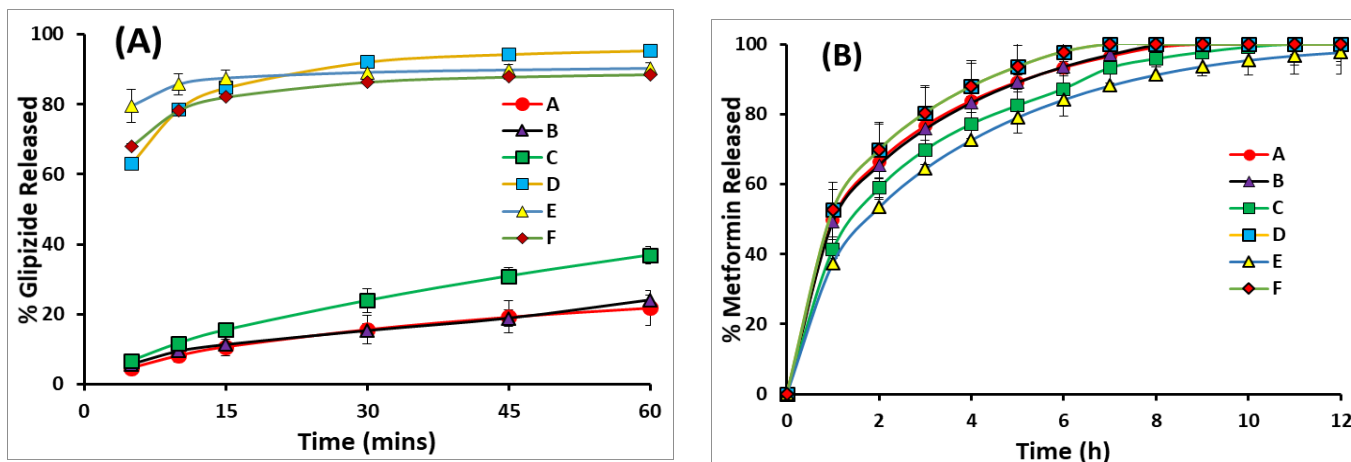 (A)
% Glipizide Released
100
80
60
40
20
0
0 15 30 45 60
Time (mins)
A
B
C
D
E
F
(B)
% Metformin Released
100
80
60
40
20
0
0 2 4 6 8 10 12
Time (h)
A
B
C
D
E
F